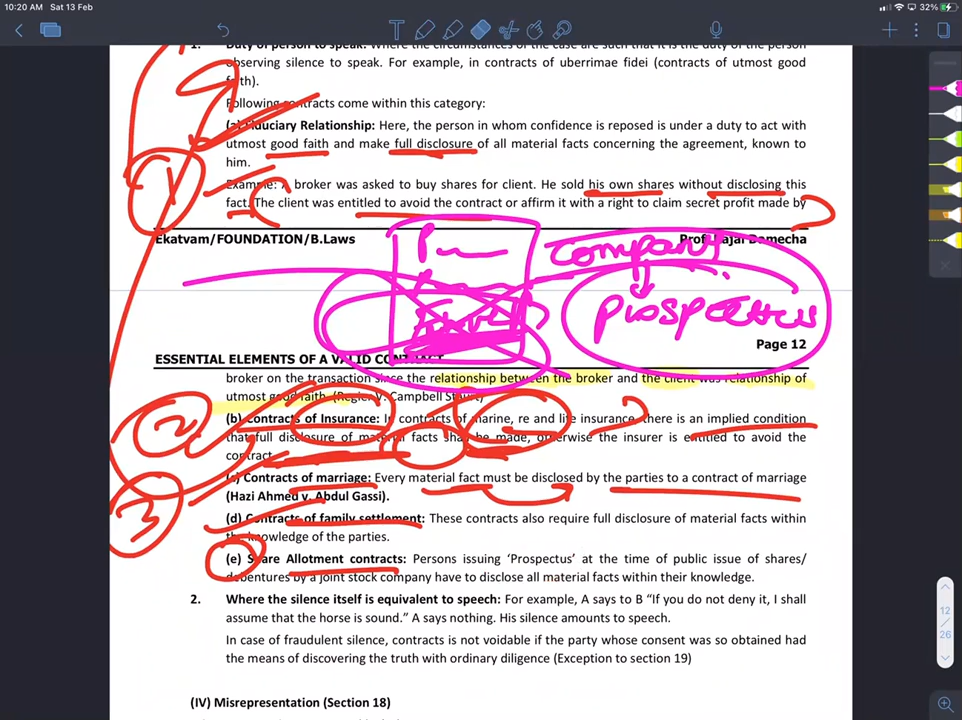 10:20 AM Sat 13 Feb
32%
1. Duty of person to speak: Where the circumstances of the case are such that it is the duty of the person
observing silence to speak. For example, in contracts of uberrimae fidei (contracts of utmost good
faith).
Following contracts come within this category:
(a) Fiduciary Relationship: Here, the person in whom confidence is reposed is under a duty to act with
utmost good faith and make full disclosure of all material facts concerning the agreement, known to
him.
Example: A broker was asked to buy shares for client. He sold his own shares without disclosing this
fact. The client was entitled to avoid the contract or affirm it with a right to claim secret profit made by
Ekatvam/FOUNDATION/B.Laws Prof. Damecha
company
prospectus
Page 12
ESSENTIAL ELEMENTS OF A VALID CONTRACT
broker on the transaction since the relationship between the broker and the client was relationship of
utmost good faith. (Regier V. Campbell
(b) Contracts of Insurance: In contracts of marine, re and life insurance there is an implied condition
that full disclosure of material facts shall be made, otherwise the insurer is entitled to avoid the
contract.
(c) Contracts of marriage: Every material fact must be disclosed by the parties to a contract of marriage
(Hazi Ahmed v. Abdul Gassi).
(d) Contracts of family settlement: These contracts also require full disclosure of material facts within
the knowledge of the parties.
(e) Share Allotment contracts: Persons issuing ‘Prospectus’ at the time of public issue of shares/
debentures by a joint stock company have to disclose all material facts within their knowledge.
2. Where the silence itself is equivalent to speech: For example, A says to B “If you do not deny it, I shall
assume that the horse is sound.” A says nothing. His silence amounts to speech.
In case of fraudulent silence, contracts is not voidable if the party whose consent was so obtained had
the means of discovering the truth with ordinary diligence (Exception to section 19)
(IV) Misrepresentation (Section 18)
1
2
3
12
26